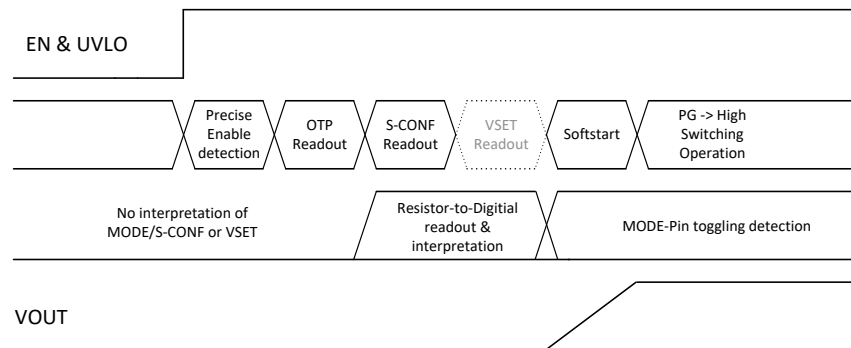 EN & UVLO
Precise
Enable
detection
OTP
Readout
S-CONF
Readout
VSET
Readout
Softstart
PG -> High
Switching
Operation
No interpretation of
MODE/S-CONF or VSET
Resistor-to-Digitial
readout &
interpretation
MODE-Pin toggling detection
VOUT